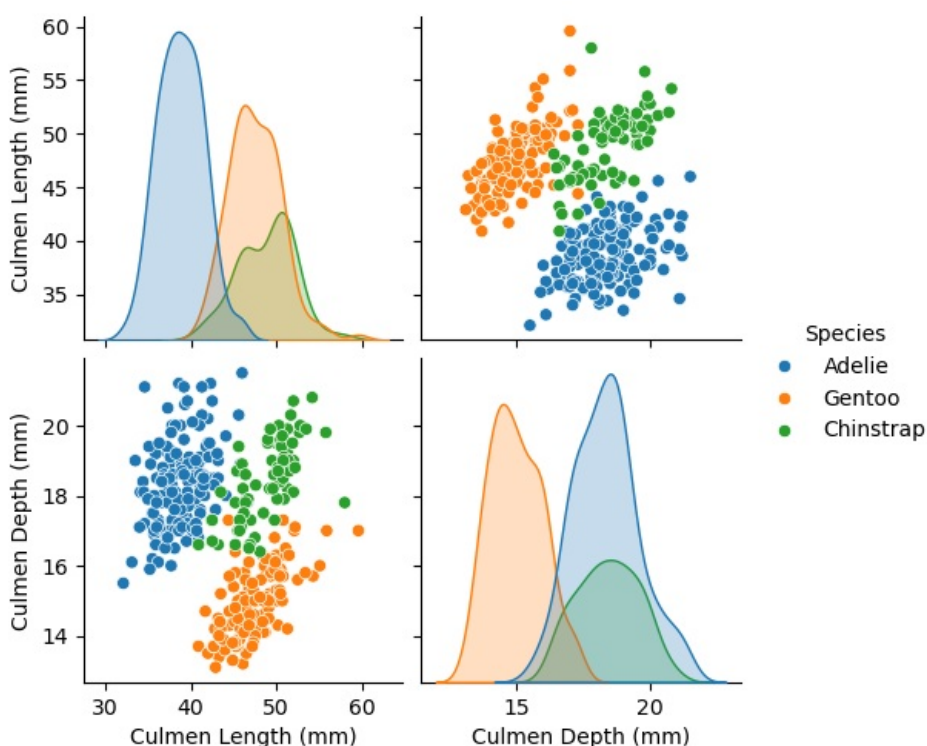 Culmen Length (mm)
60
55
50
45
40
35
Species
Adelie
Gentoo
Chinstrap
Culmen Depth (mm)
20
18
16
14
30 40 50 60
Culmen Length (mm)
15 20
Culmen Depth (mm)